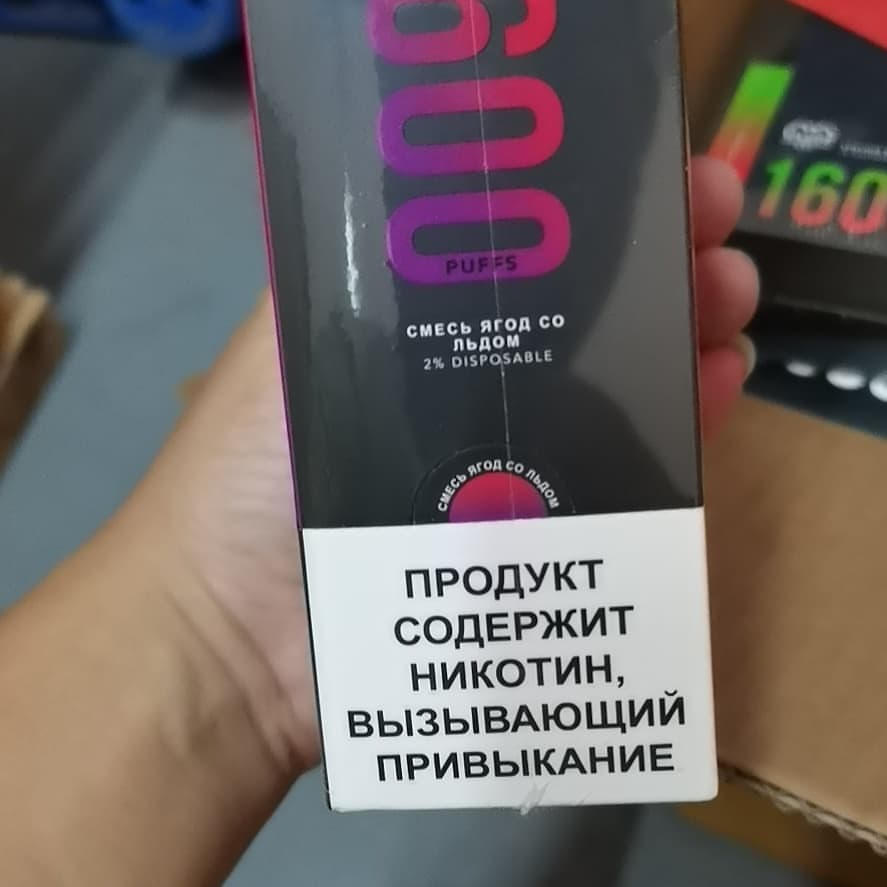 600
PUFFS
СМЕСЬ ЯГОД СО
ЛЬДОМ
2% DISPOSABLE
СМЕСЬ ЯГОД СО ЛЬДОМ
ПРОДУКТ
СОДЕРЖИТ
НИКОТИН,
ВЫЗЫВАЮЩИЙ
ПРИВЫКАНИЕ
160